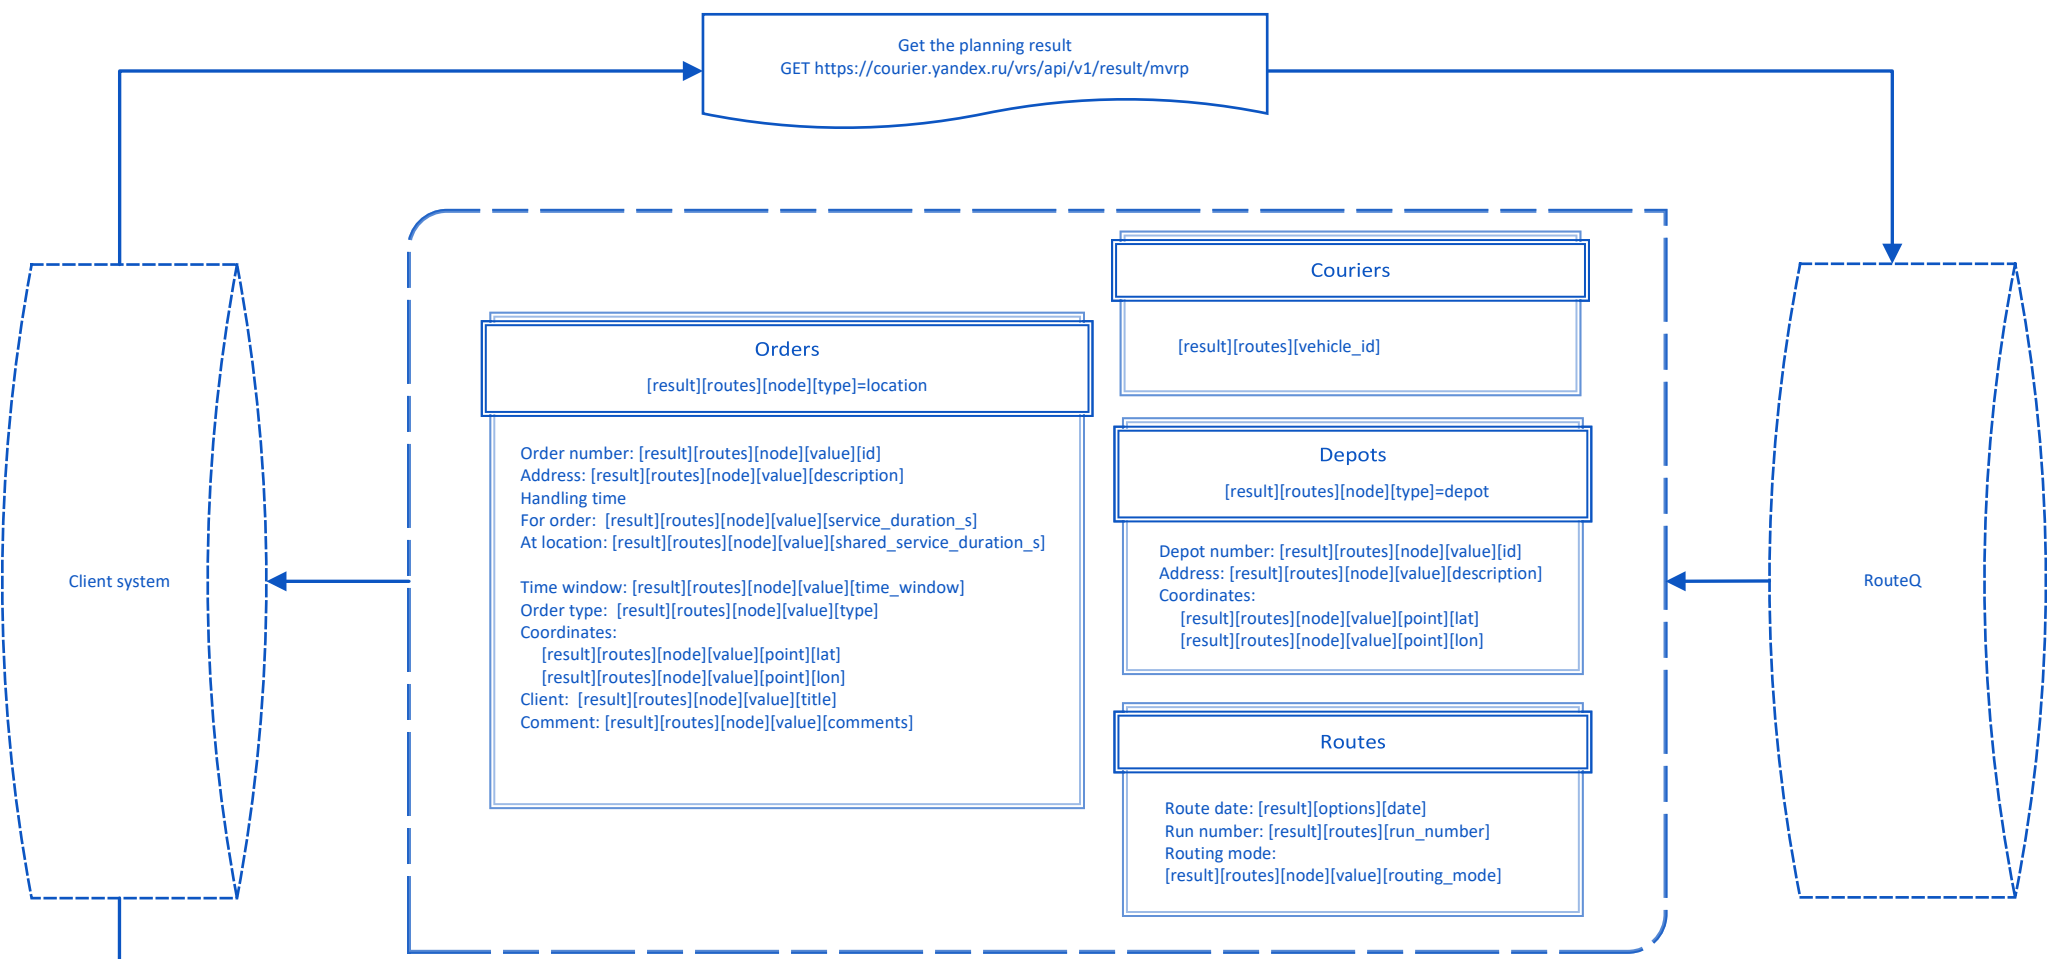 Get the planning result
GET https://courier.yandex.ru/vrs/api/v1/result/mvrp
Client system
Orders
[result][routes][node][type]=location
Order number: [result][routes][node][value][id]
Address: [result][routes][node][value][description]
Handling time
For order:  [result][routes][node][value][service_duration_s]
At location: [result][routes][node][value][shared_service_duration_s]
Time window: [result][routes][node][value][time_window]
Order type:  [result][routes][node][value][type]
Coordinates:
[result][routes][node][value][point][lat]
[result][routes][node][value][point][lon]
Client:  [result][routes][node][value][title]
Comment: [result][routes][node][value][comments]
Couriers
[result][routes][vehicle_id]
Depots
[result][routes][node][type]=depot
Depot number: [result][routes][node][value][id]
Address: [result][routes][node][value][description]
Coordinates:
[result][routes][node][value][point][lat]
[result][routes][node][value][point][lon]
Routes
Route date: [result][options][date]
Run number: [result][routes][run_number]
Routing mode:
[result][routes][node][value][routing_mode]
RouteQ